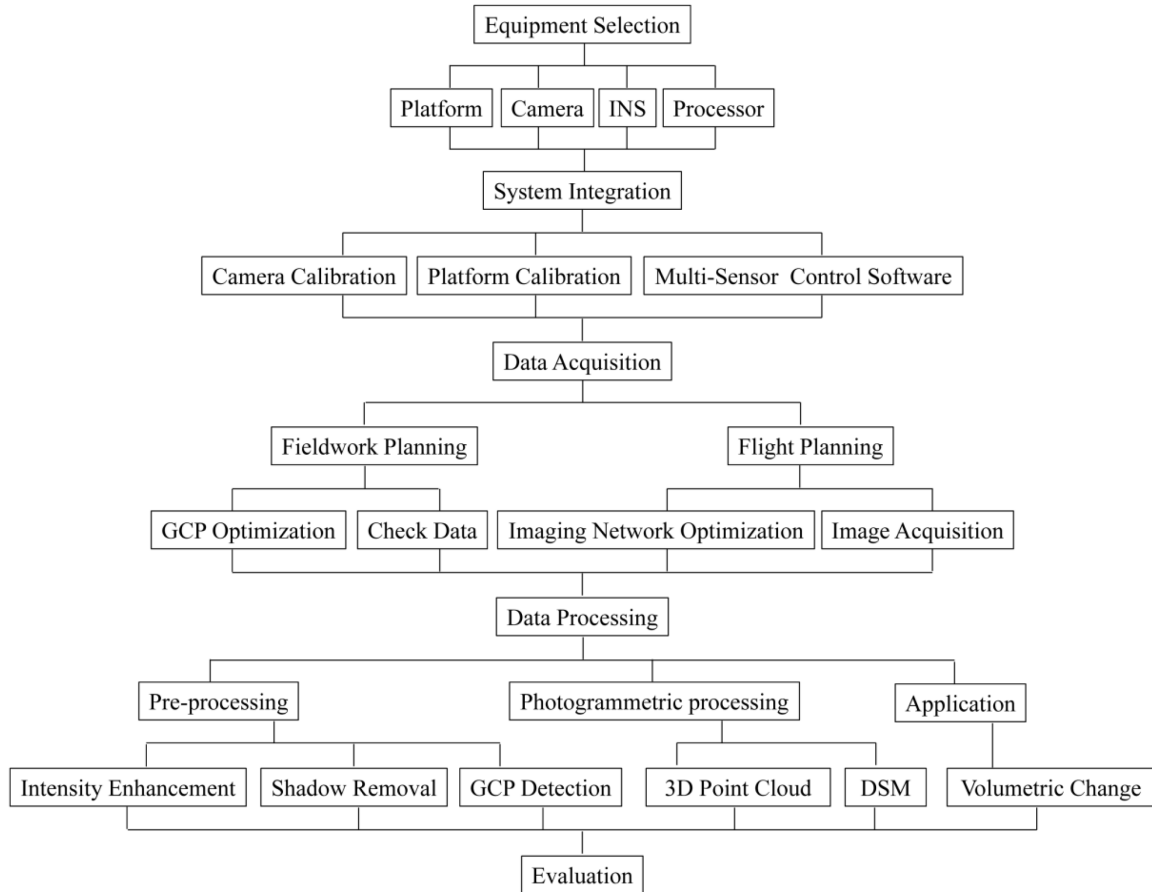 Equipment Selection
Platform
Camera
INS
Processor
System Integration
Camera Calibration
Platform Calibration
Multi-Sensor Control Software
Data Acquisition
Fieldwork Planning
Flight Planning
GCP Optimization
Check Data
Imaging Network Optimization
Image Acquisition
Data Processing
Pre-processing
Photogrammetric processing
Application
Intensity Enhancement
Shadow Removal
GCP Detection
3D Point Cloud
DSM
Volumetric Change
Evaluation